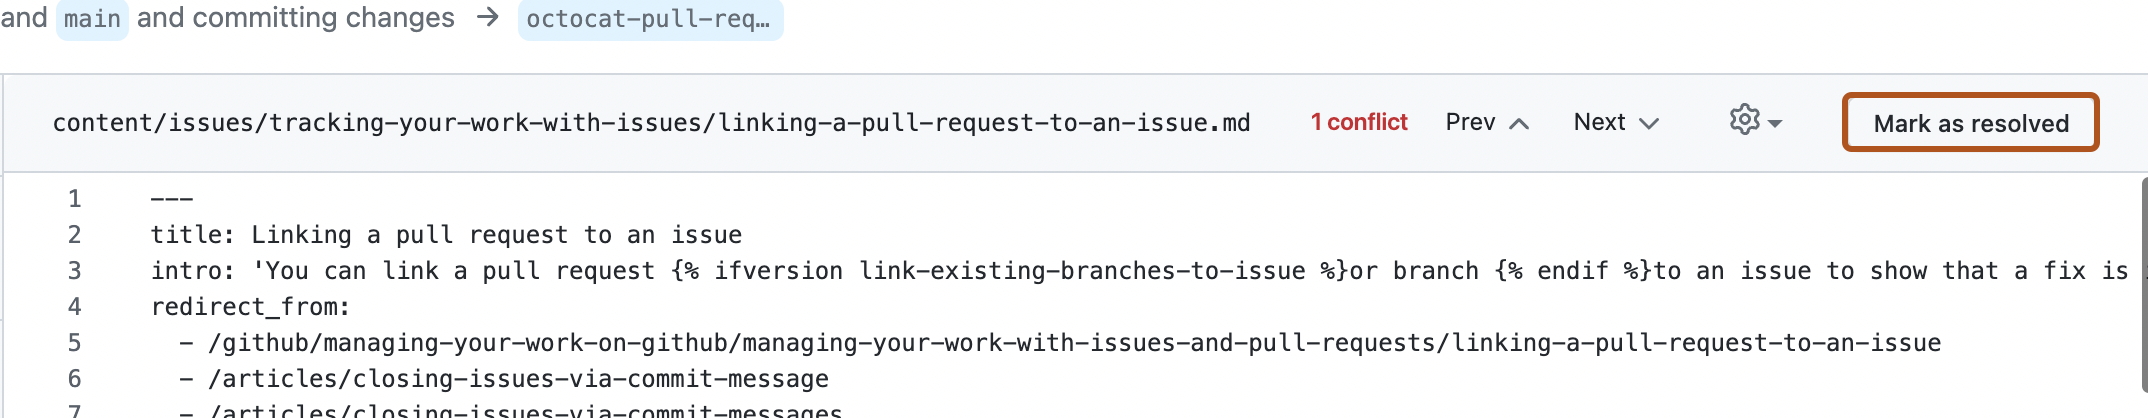 and main and committing changes → octocat-pull-req…
content/issues/tracking-your-work-with-issues/linking-a-pull-request-to-an-issue.md 1 conflict Prev Next Mark as resolved
1 ---
2 title: Linking a pull request to an issue
3 intro: 'You can link a pull request {% ifversion link-existing-branches-to-issue %}or branch {% endif %}to an issue to show that a fix is
4 redirect_from:
5 - /github/managing-your-work-on-github/managing-your-work-with-issues-and-pull-requests/linking-a-pull-request-to-an-issue
6 - /articles/closing-issues-via-commit-message
7 - /articles/closing-issues-via-commit-messages